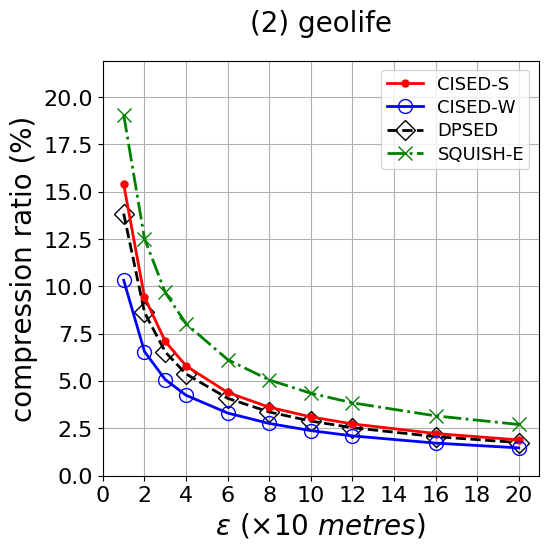 (2) geolife
compression ratio (%)
20.0
17.5
15.0
12.5
10.0
7.5
5.0
2.5
0.0
CISED-S
CISED-W
DPSED
SQUISH-E
0 2 4 6 8 10 12 14 16 18 20
ε (×10 metres)